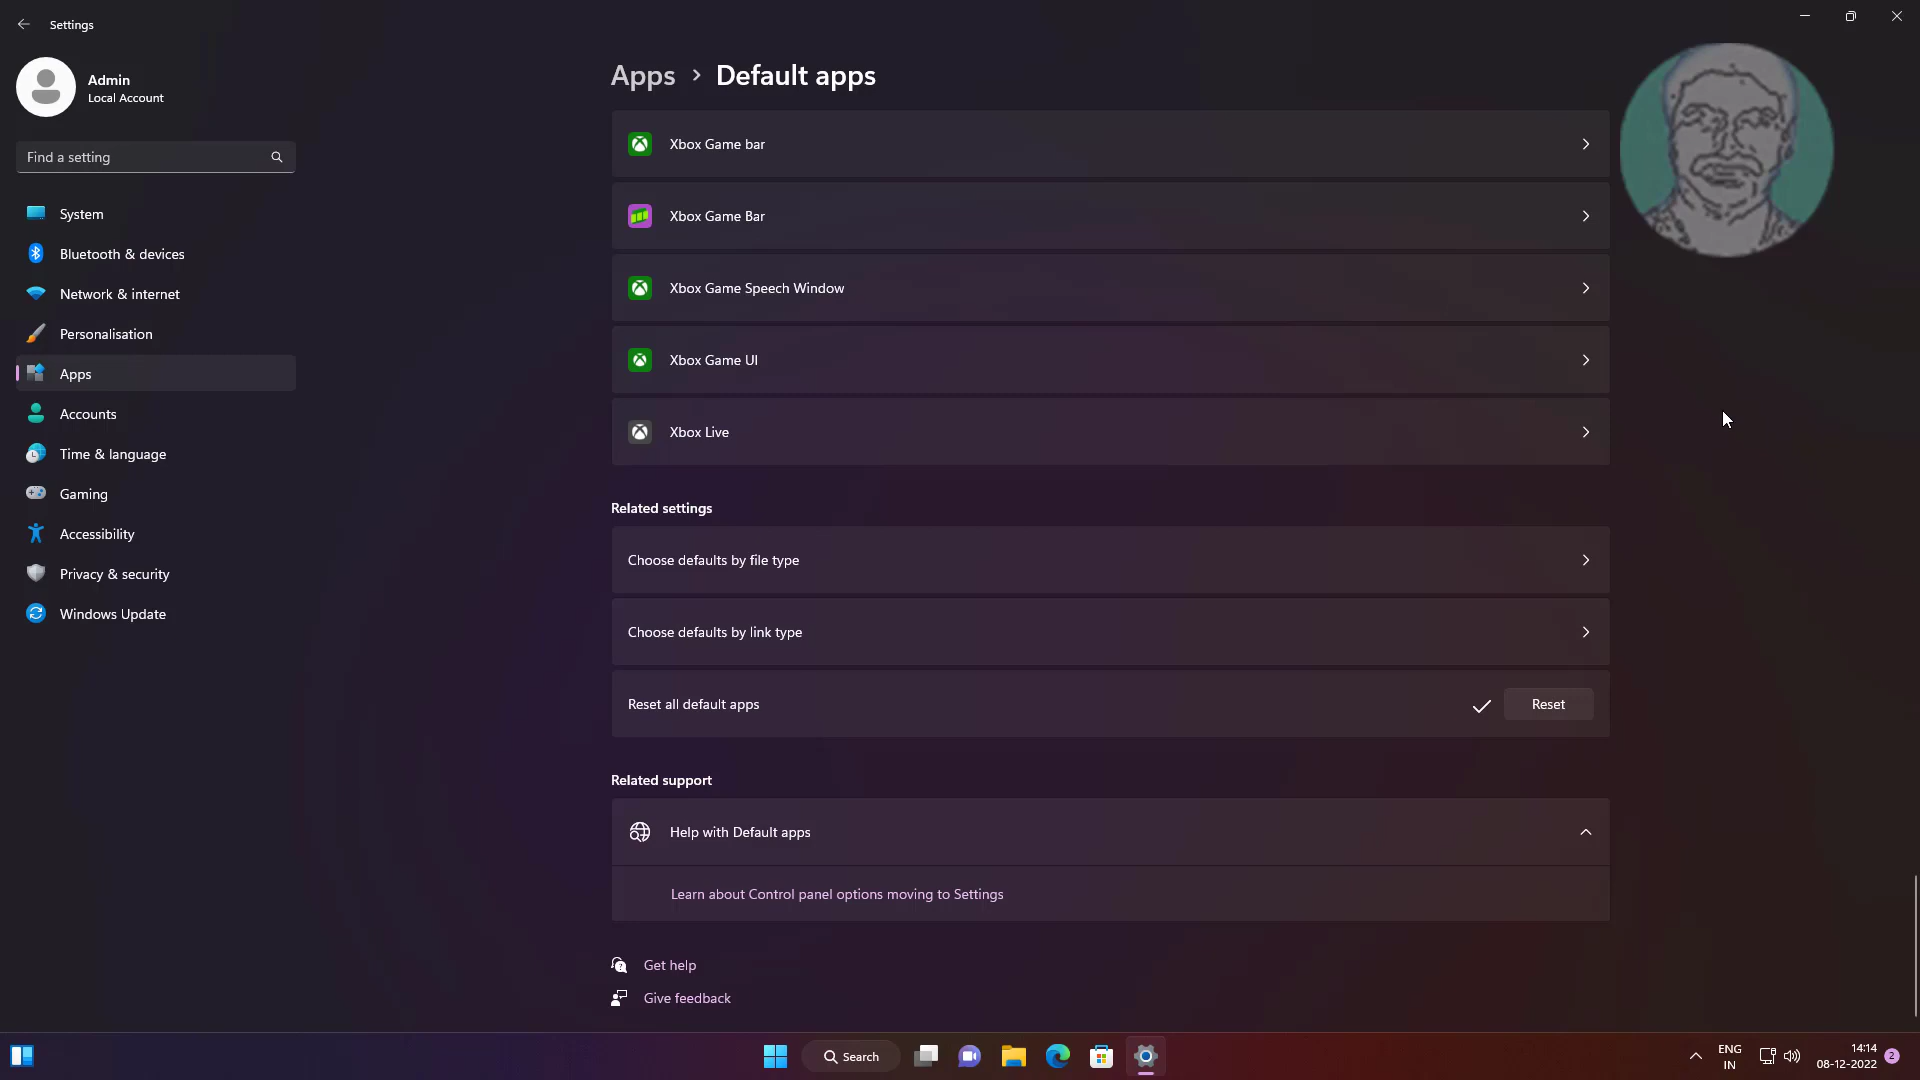 Settings
Admin
Local Account
Find a setting
System
Bluetooth & devices
Network & internet
Personalisation
Apps
Accounts
Time & language
Gaming
Accessibility
Privacy & security
Windows Update
Apps > Default apps
Xbox Game bar
Xbox Game Bar
Xbox Game Speech Window
Xbox Game UI
Xbox Live
Related settings
Choose defaults by file type
Choose defaults by link type
Reset all default apps
Reset
Related support
Help with Default apps
Learn about Control panel options moving to Settings
Get help
Give feedback
Search
ENG
IN
14:14
08-12-2022
2